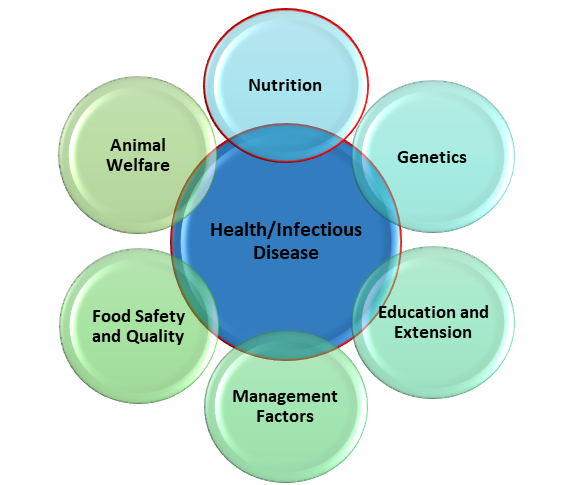 Nutrition
Animal
Welfare
Genetics
Health/Infectious
Disease
Food Safety
and Quality
Education and
Extension
Management
Factors